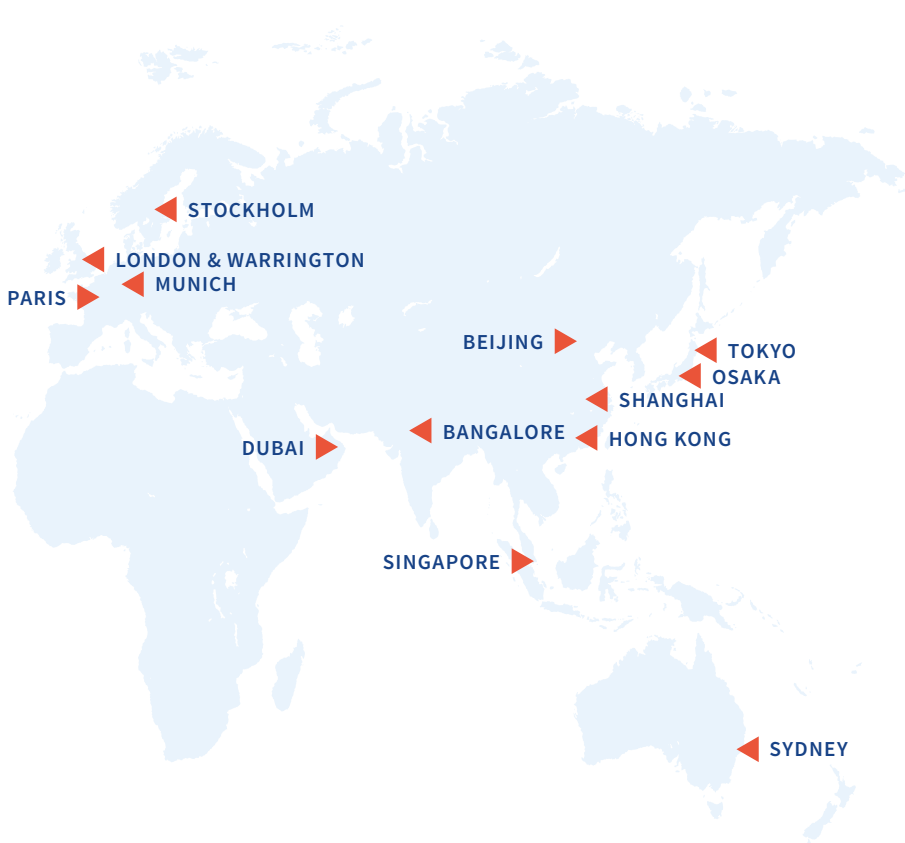 STOCKHOLM
LONDON & WARRINGTON
MUNICH
PARIS
BEIJING
TOKYO
OSAKA
SHANGHAI
BANGALORE
HONG KONG
DUBAI
SINGAPORE
SYDNEY